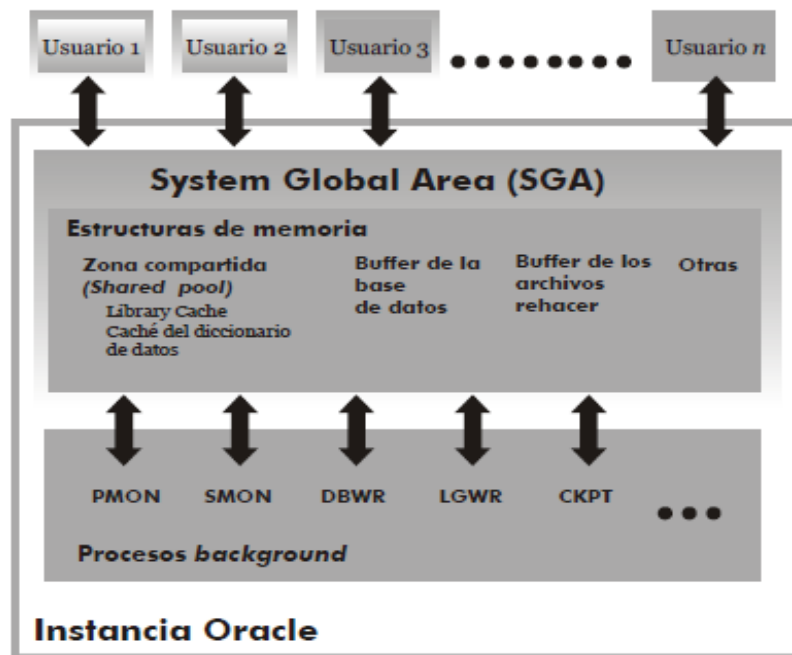 Usuario 1
Usuario 2
Usuario 3
Usuario n
System Global Area (SGA)
Estructuras de memoria
Zona compartida
(Shared pool)
Library Cache
Caché del diccionario
de datos
Buffer de la
base
de datos
Buffer de los
archivos
rehacer
Otras
PMON
SMON
DBWR
LGWR
CKPT
Procesos background
Instancia Oracle